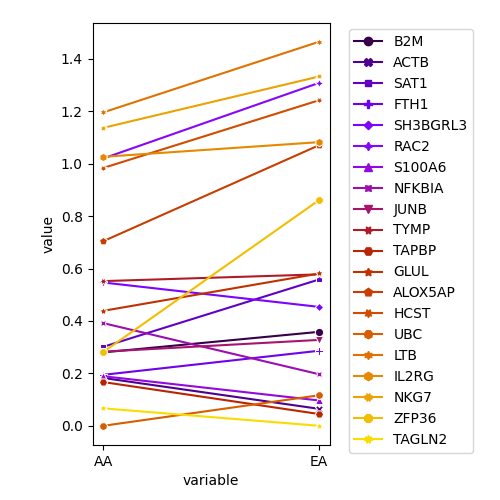 1.4
1.2
1.0
0.8
0.6
0.4
0.2
0.0
value
AA
EA
variable
B2M
ACTB
SAT1
FTH1
SH3BGRL3
RAC2
S100A6
NFKBIA
JUNB
TYMP
TAPBP
GLUL
ALOX5AP
HCST
UBC
LTB
IL2RG
NKG7
ZFP36
TAGLN2